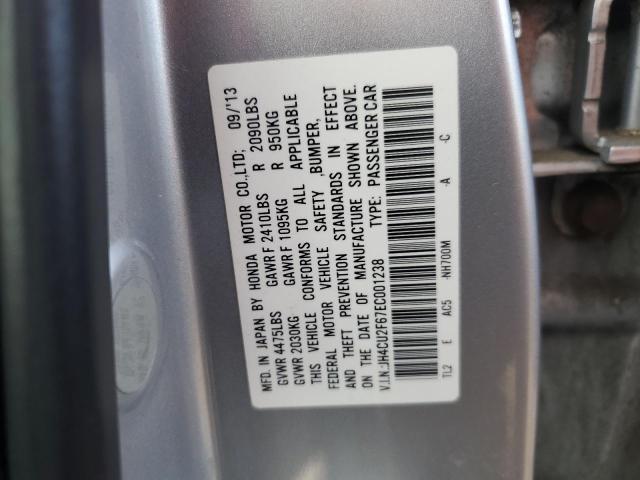 MFD. IN JAPAN BY HONDA MOTOR CO.,LTD; 09/'13
GVWR 4475LBS GAWR F 2410LBS R 2090LBS
GVWR 2030KG GAWR F 1095KG R 950KG
THIS VEHICLE CONFORMS TO ALL APPLICABLE
FEDERAL MOTOR VEHICLE SAFETY ,BUMPER,
AND THEFT PREVENTION STANDARDS IN EFFECT
ON THE DATE OF MANUFACTURE SHOWN ABOVE.
V.I.N.:JH4CU2F67EC001238 TYPE: PASSENGER CAR
TL2 E AC5 -NH700M -A -C